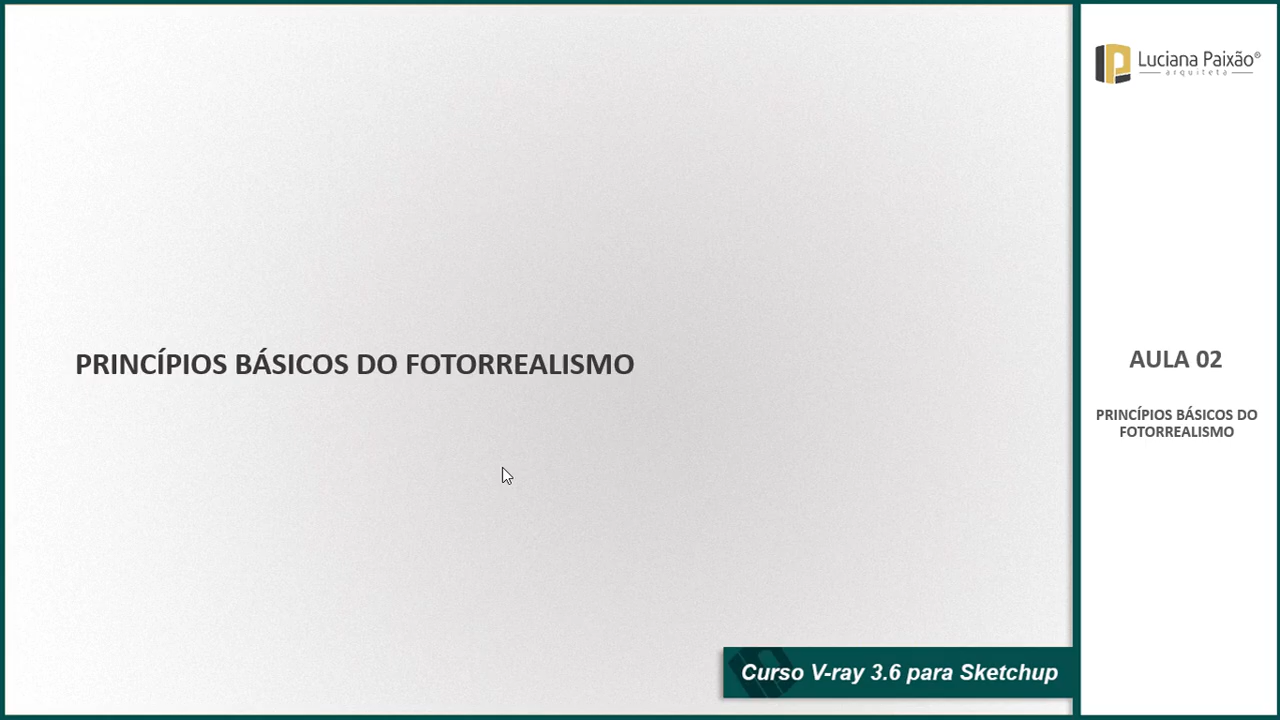 PRINCÍPIOS BÁSICOS DO FOTORREALISMO
Curso V-ray 3.6 para Sketchup
Luciana Paixão®
arquiteta
AULA 02
PRINCÍPIOS BÁSICOS DO
FOTORREALISMO